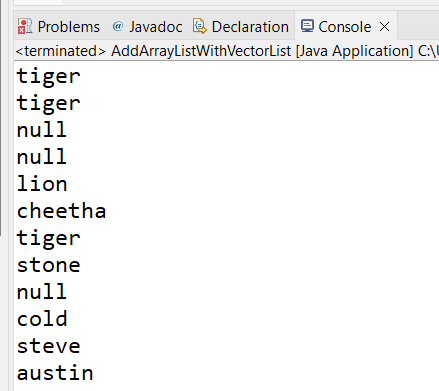 Problems @ Javadoc Declaration Console
<terminated> AddArrayListWithVectorList [Java Application] C:\
tiger
tiger
null
null
lion
cheetha
tiger
stone
null
cold
steve
austin